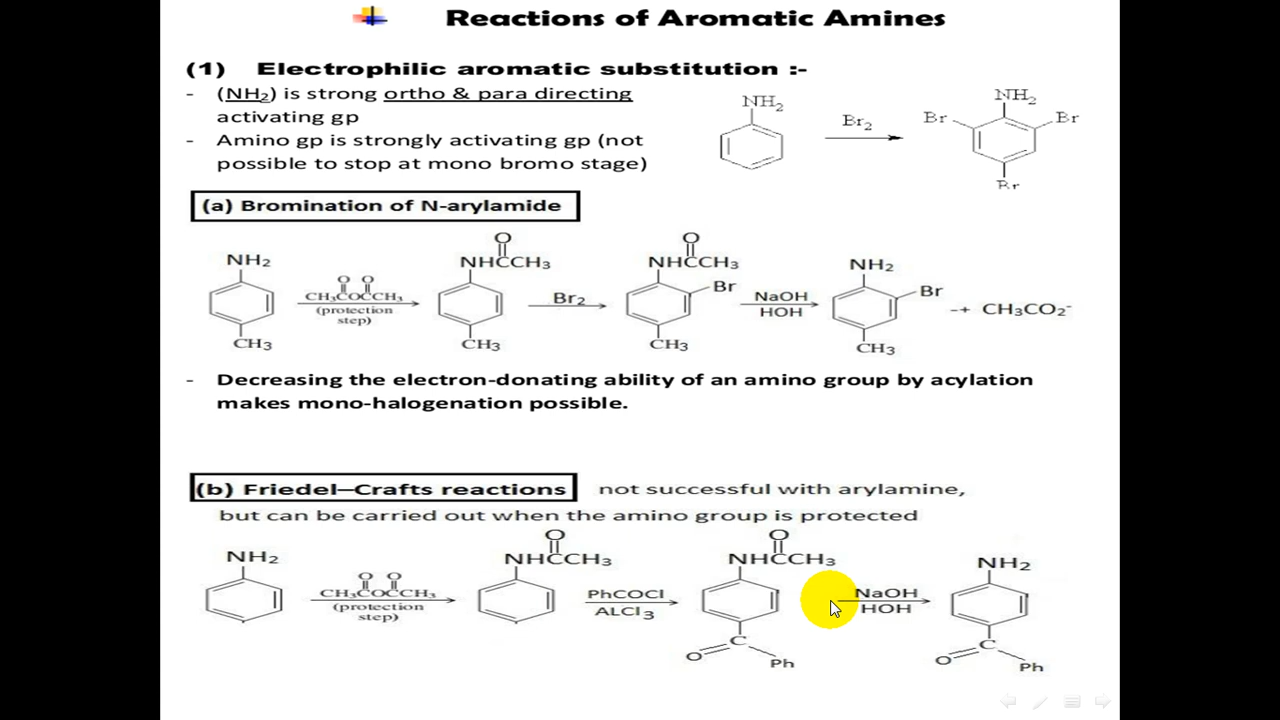 Reactions of Aromatic Amines
(1) Electrophilic aromatic substitution :-
- (NH₂) is strong ortho & para directing
activating gp
- Amino gp is strongly activating gp (not
possible to stop at mono bromo stage)
NH₂
Br₂
NH₂
Br
Br
Br
(a) Bromination of N-arylamide
NH₂
CH₃
O O
CH₃COCCH₃
(protection
step)
O
NHCCH₃
CH₃
Br₂
O
NHCCH₃
Br
CH₃
NaOH
HOH
NH₂
Br
CH₃
-+ CH₃CO₂⁻
- Decreasing the electron-donating ability of an amino group by acylation
makes mono-halogenation possible.
(b) Friedel–Crafts reactions not successful with arylamine,
but can be carried out when the amino group is protected
NH₂
O O
CH₃COCCH₃
(protection
step)
O
NHCCH₃
PhCOCl
ALCl₃
O
NHCCH₃
C
O
Ph
NaOH
HOH
NH₂
C
O
Ph